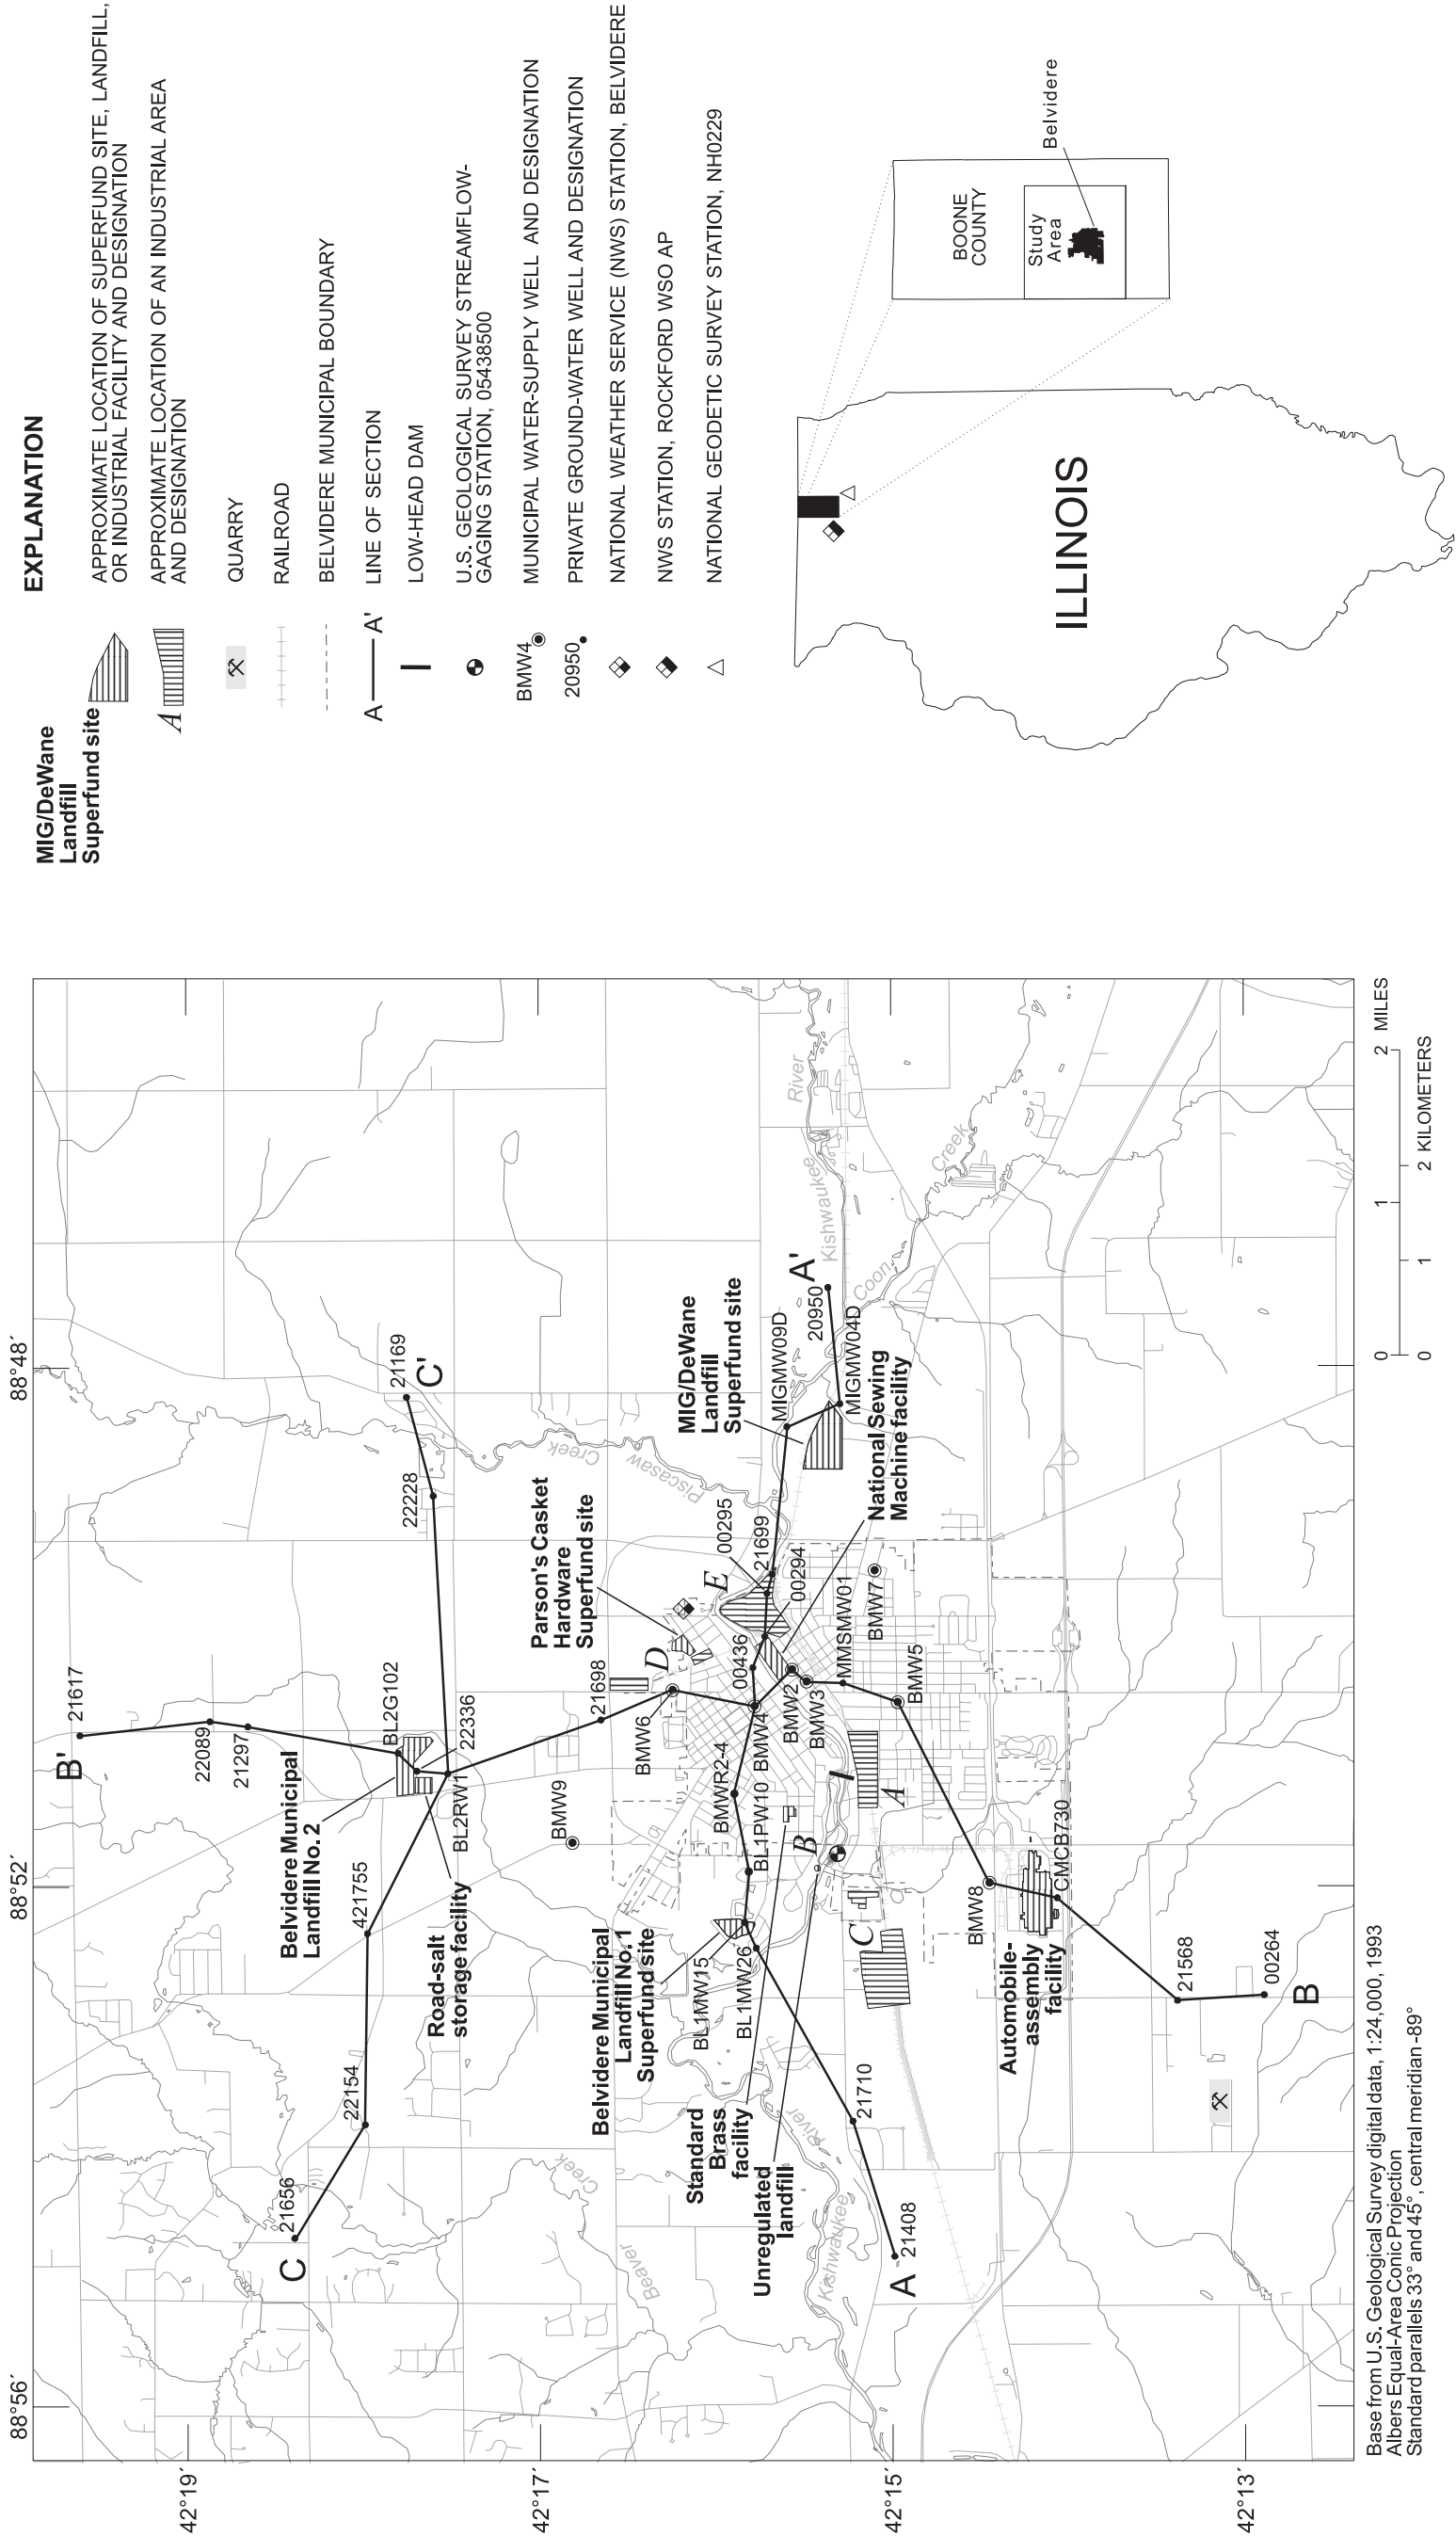 88°56´
88°52´
88°48´
42°19´
42°17´
42°15´
42°13´
B'
21617
22089
21297
BL2G102
22336
BL2RW1
Belvidere Municipal
Landfill No. 2
Road-salt
storage facility
421755
22154
21656
C
22228
21169
C'
21698
BMW9
BMW6
D
Parson's Casket
Hardware
Superfund site
E
00295
21699
00294
00436
BMWR2-4
BMW4
BMW2
BMW3
BL1PW10
Belvidere Municipal
Landfill No. 1
Superfund site
BL1MW15
BL1MW26
Standard
Brass
facility
Unregulated
landfill
B
C
A
MMSMW01
BMW7
BMW5
National Sewing
Machine facility
MIG/DeWane
Landfill
Superfund site
MIGMW09D
MIGMW04D
20950
A'
21710
21408
A
BMW8
CMCB730
Automobile-
assembly
facility
21568
00264
B
Beaver
Creek
Kishwaukee
River
Piscasaw
Creek
Kishwaukee
River
Coon
Creek
0 1 2 MILES
0 1 2 KILOMETERS
Base from U.S. Geological Survey digital data, 1:24,000, 1993
Albers Equal-Area Conic Projection
Standard parallels 33° and 45°, central meridian -89°
EXPLANATION
MIG/DeWane
Landfill
Superfund site
APPROXIMATE LOCATION OF SUPERFUND SITE, LANDFILL,
OR INDUSTRIAL FACILITY AND DESIGNATION
A
APPROXIMATE LOCATION OF AN INDUSTRIAL AREA
AND DESIGNATION
QUARRY
RAILROAD
BELVIDERE MUNICIPAL BOUNDARY
A A' LINE OF SECTION
LOW-HEAD DAM
U.S. GEOLOGICAL SURVEY STREAMFLOW-
GAGING STATION, 05438500
BMW4 MUNICIPAL WATER-SUPPLY WELL AND DESIGNATION
20950 PRIVATE GROUND-WATER WELL AND DESIGNATION
NATIONAL WEATHER SERVICE (NWS) STATION, BELVIDERE
NWS STATION, ROCKFORD WSO AP
NATIONAL GEODETIC SURVEY STATION, NH0229
ILLINOIS
BOONE
COUNTY
Study
Area
Belvidere